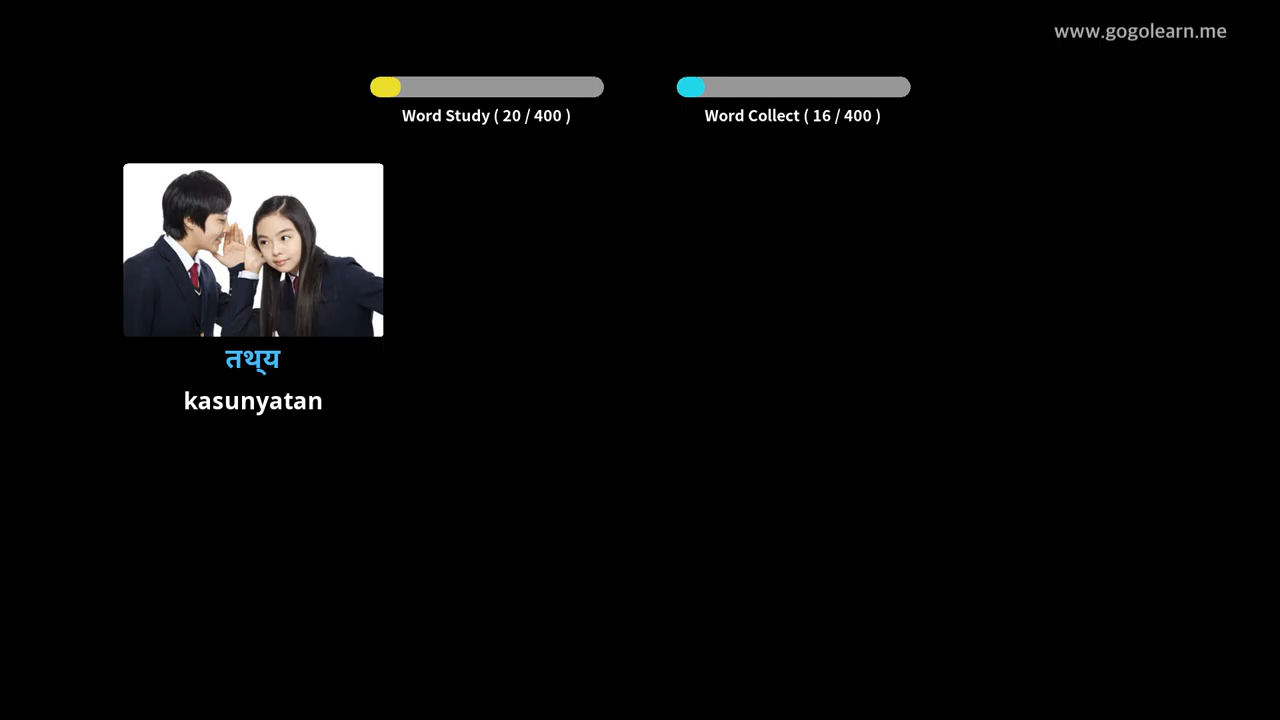 www.gogolearn.me
Word Study ( 20 / 400 )
Word Collect ( 16 / 400 )
तथ्‌य
kasunyatan